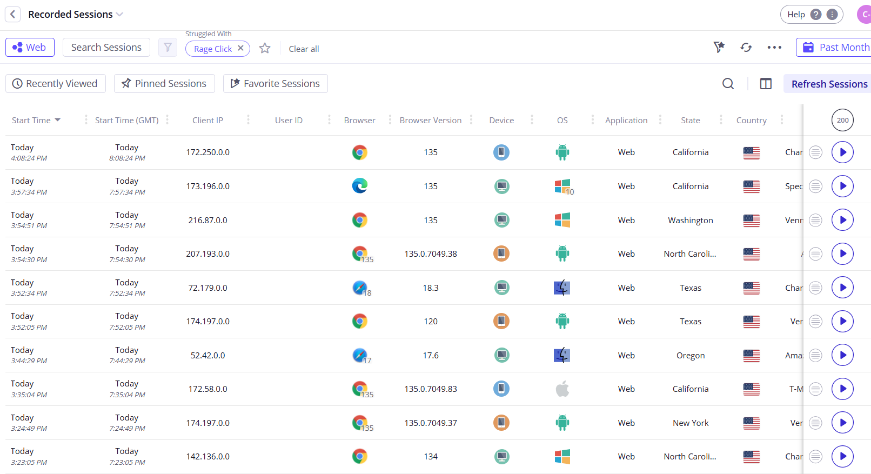 Recorded Sessions
Help ?
C-
Struggled With
Web Search Sessions Rage Click Clear all Past Month
Recently Viewed Pinned Sessions Favorite Sessions Refresh Sessions
Start Time Start Time (GMT) Client IP User ID Browser Browser Version Device OS Application State Country 200
Today Today 172.250.0.0 135 Web California Char
4:08:24 PM 8:08:24 PM
Today Today 173.196.0.0 135 10 Web California Spec
3:57:34 PM 7:57:34 PM
Today Today 216.87.0.0 135 Web Washington Venn
3:54:51 PM 7:54:51 PM
Today Today 207.193.0.0 135 135.0.7049.38 Web North Caroli...
3:54:30 PM 7:54:30 PM
Today Today 72.179.0.0 18 18.3 Web Texas Char
3:52:34 PM 7:52:34 PM
Today Today 174.197.0.0 120 Web Texas Ver
3:52:05 PM 7:52:05 PM
Today Today 52.42.0.0 17 17.6 Web Oregon Amaz
3:44:29 PM 7:44:29 PM
Today Today 172.58.0.0 135 135.0.7049.83 Web California T-M
3:35:04 PM 7:35:04 PM
Today Today 174.197.0.0 135 135.0.7049.37 Web New York Ver
3:24:49 PM 7:24:49 PM
Today Today 142.136.0.0 134 Web North Caroli... Char
3:23:05 PM 7:23:05 PM